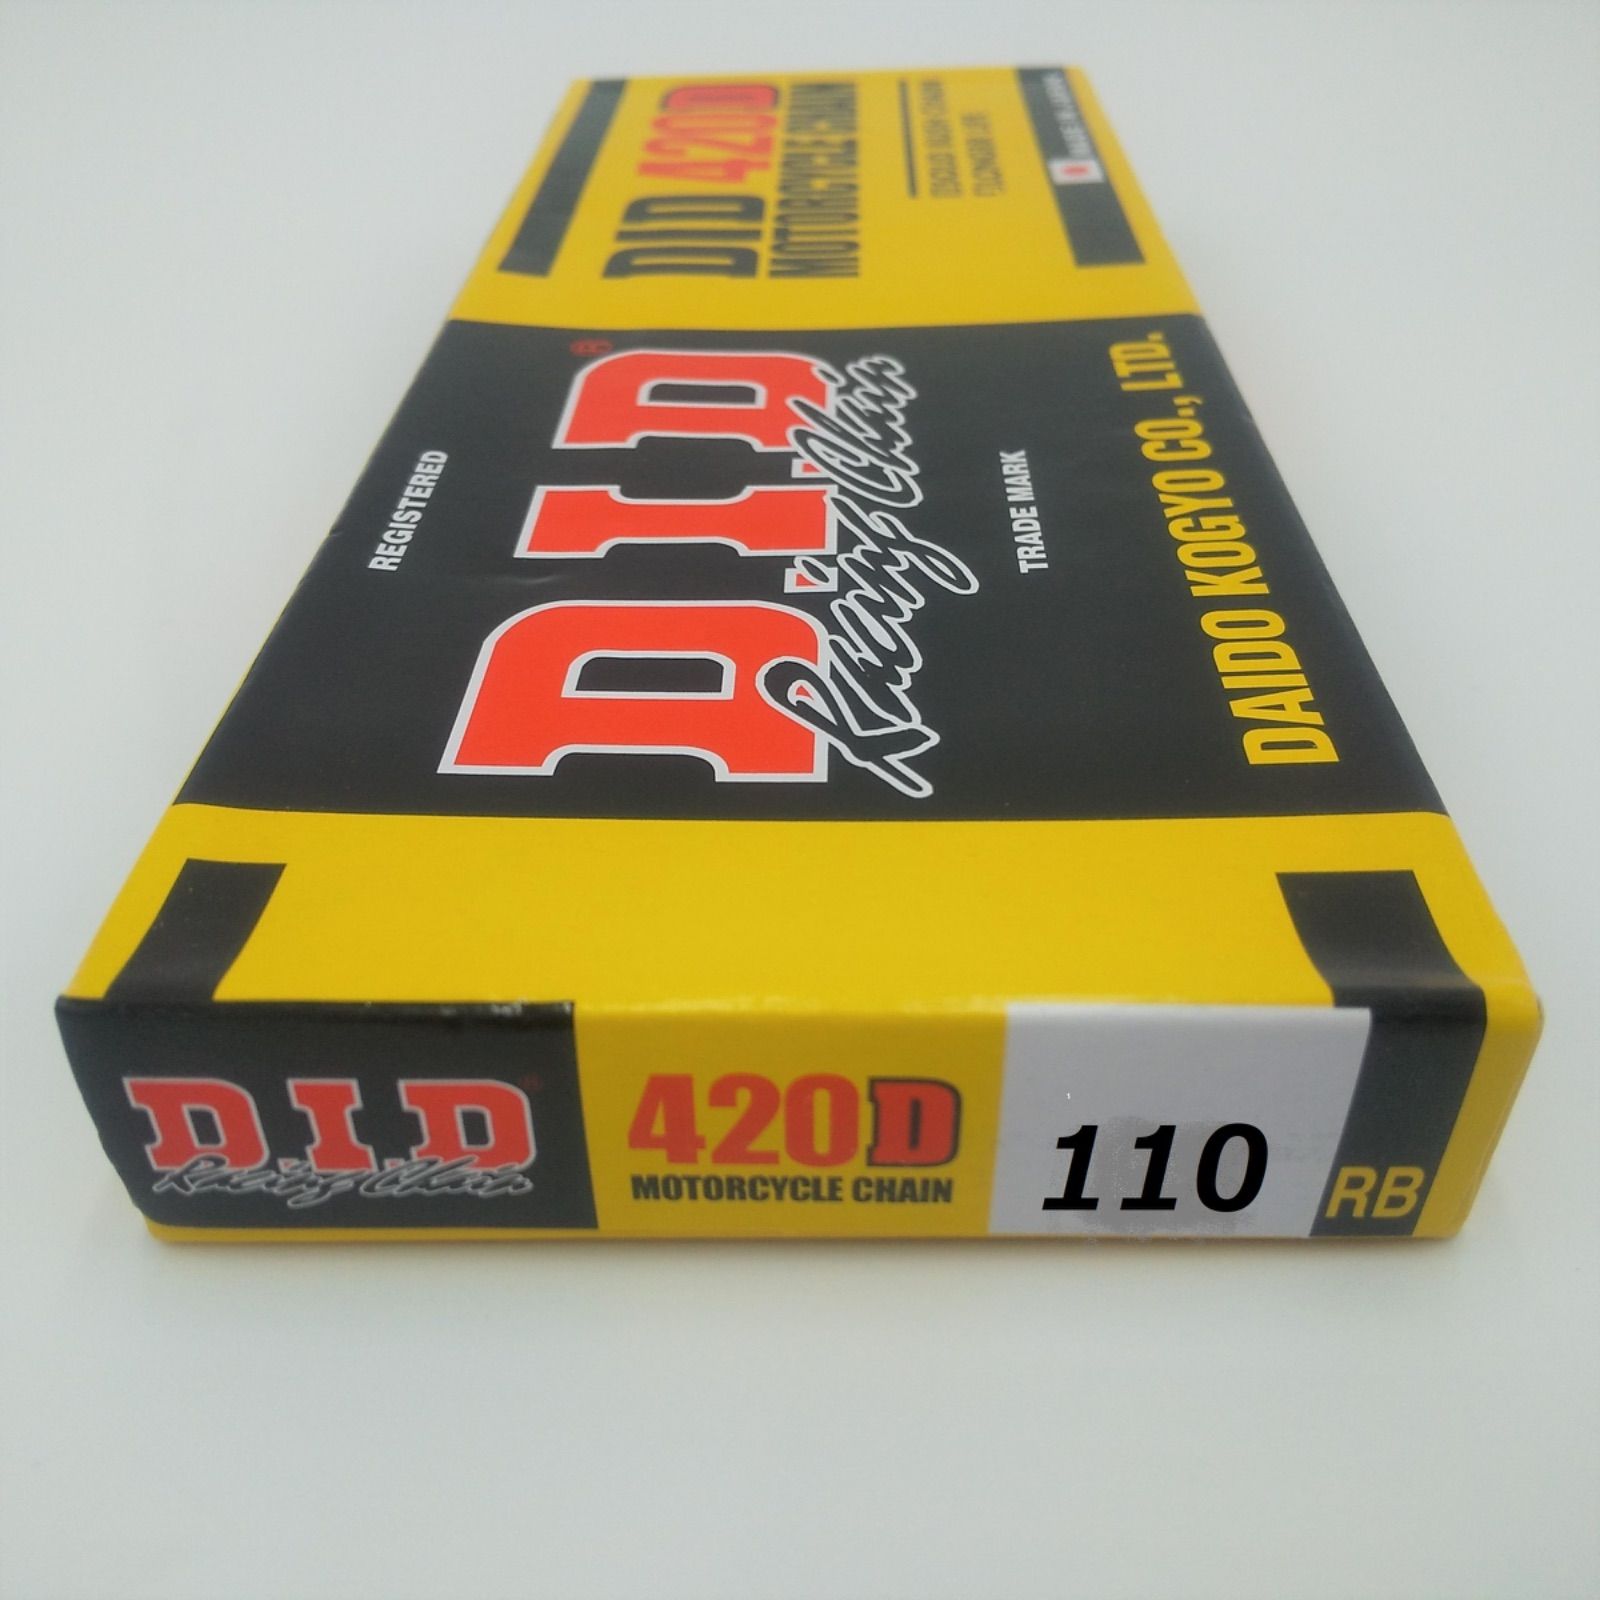 DID 420D
MOTORCYCLE CHAIN
REGISTERED
D.I.D®
Racing Chain
TRADE MARK
DAIDO KOGYO CO., LTD.
D.I.D®
Racing Chain
420D
MOTORCYCLE CHAIN
110
RB